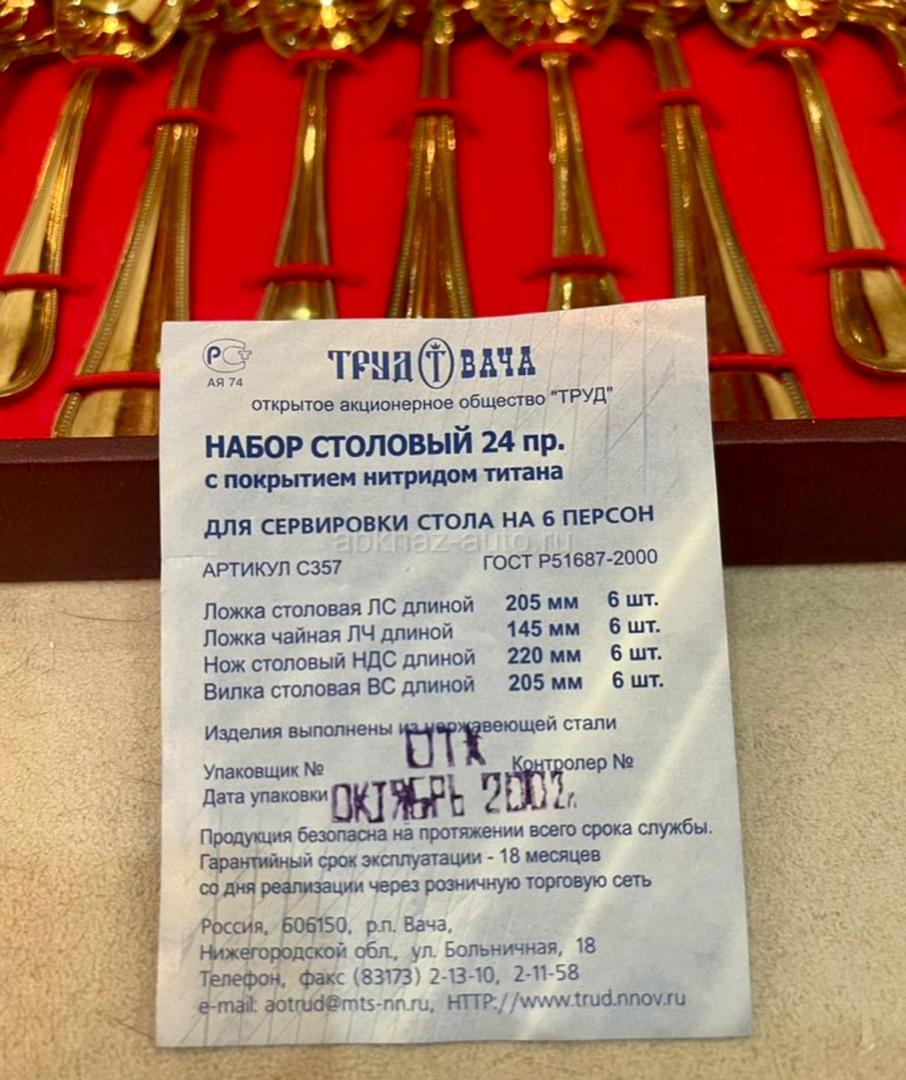 АЯ 74
ТРУД Т ВАЧА
открытое акционерное общество "ТРУД"
НАБОР СТОЛОВЫЙ 24 пр.
с покрытием нитридом титана
ДЛЯ СЕРВИРОВКИ СТОЛА НА 6 ПЕРСОН
apkhaz-auto.ru
АРТИКУЛ С357 ГОСТ Р51687-2000
Ложка столовая ЛС длиной 205 мм 6 шт.
Ложка чайная ЛЧ длиной 145 мм 6 шт.
Нож столовый НДС длиной 220 мм 6 шт.
Вилка столовая ВС длиной 205 мм 6 шт.
Изделия выполнены из нержавеющей стали
ОТК
Упаковщик № Контролер №
Дата упаковки ОКТЯБРЬ 2002г.
Продукция безопасна на протяжении всего срока службы.
Гарантийный срок эксплуатации - 18 месяцев
со дня реализации через розничную торговую сеть
Россия, 606150, р.п. Вача,
Нижегородской обл., ул. Больничная, 18
Телефон, факс (83173) 2-13-10, 2-11-58
e-mail: aotrud@mts-nn.ru, HTTP://www.trud.nnov.ru